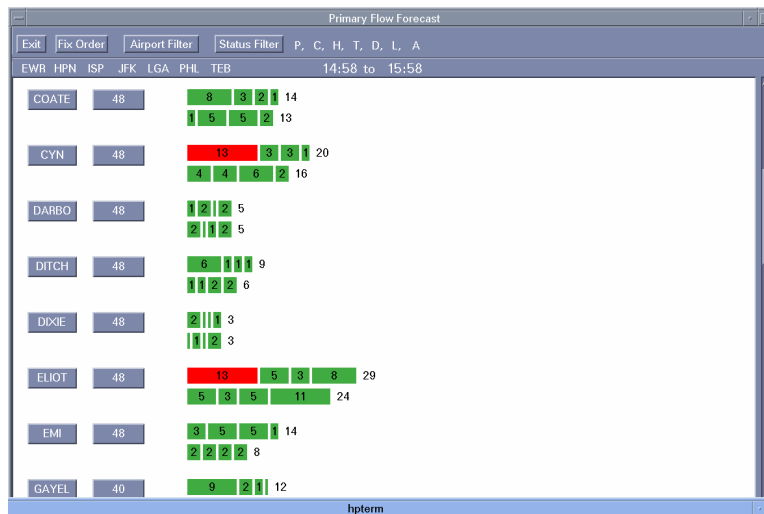 Primary Flow Forecast
Exit Fix Order Airport Filter Status Filter P, C, H, T, D, L, A
EWR HPN ISP JFK LGA PHL TEB 14:58 to 15:58
COATE 48 8 3 2 1 14
1 5 5 2 13
CYN 48 13 3 3 1 20
4 4 6 2 16
DARBO 48 1 2 2 5
2 1 2 5
DITCH 48 6 1 1 1 9
1 1 2 2 6
DIXIE 48 2 1 3
1 2 3
ELIOT 48 13 5 3 8 29
5 3 5 11 24
EMI 48 3 5 5 1 14
2 2 2 2 8
GAYEL 40 9 2 1 12
hpterm